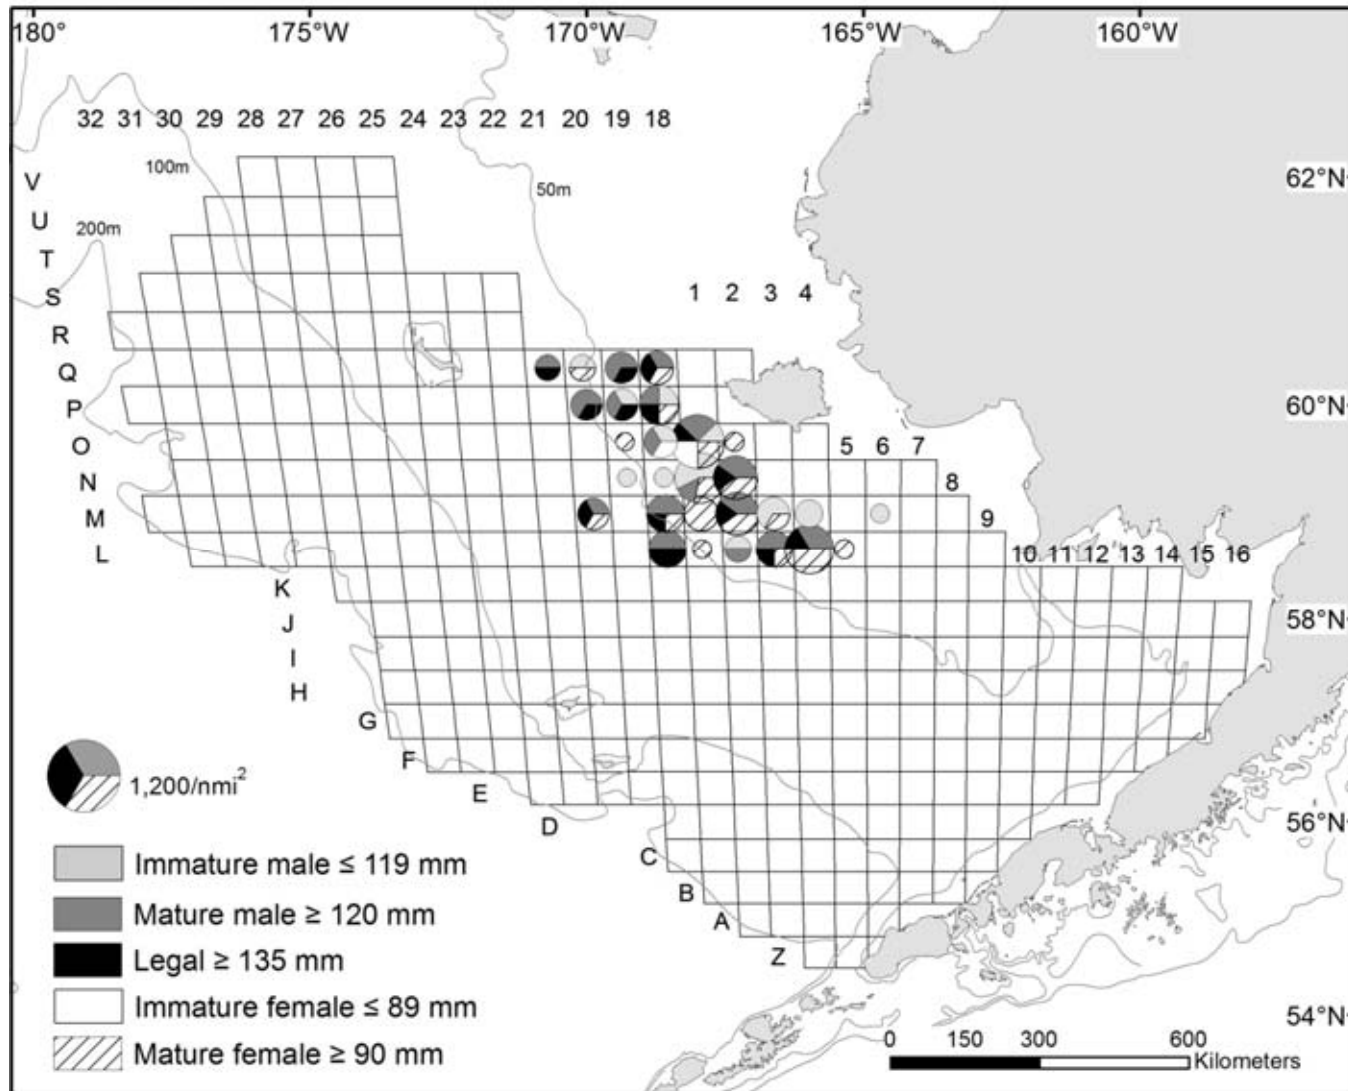 180° 175°W 170°W 165°W 160°W
32 31 30 29 28 27 26 25 24 23 22 21 20 19 18
100m
50m
62°N
V
U
200m
T
S
1 2 3 4
R
Q
P
60°N
O
5 6 7
N
8
M
9
L
10 11 12 13 14 15 16
K
58°N
J
I
H
G
F
E
1,200/nmi²
D
56°N
C
Immature male ≤ 119 mm
B
Mature male ≥ 120 mm
A
Legal ≥ 135 mm
Z
Immature female ≤ 89 mm
54°N
Mature female ≥ 90 mm
0 150 300 600
Kilometers